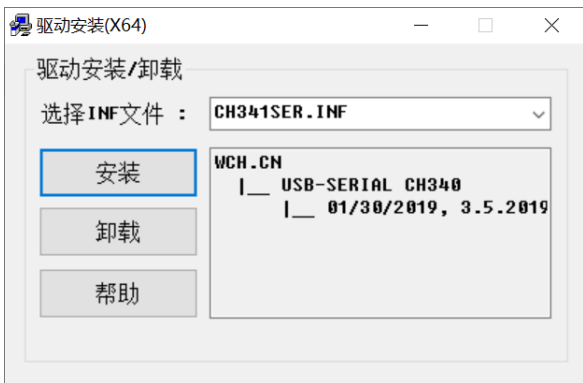 驱动安装(X64)
驱动安装/卸载
选择INF文件 :
CH341SER.INF
安装
卸载
帮助
WCH.CN
|__ USB-SERIAL CH340
|__ 01/30/2019, 3.5.2019